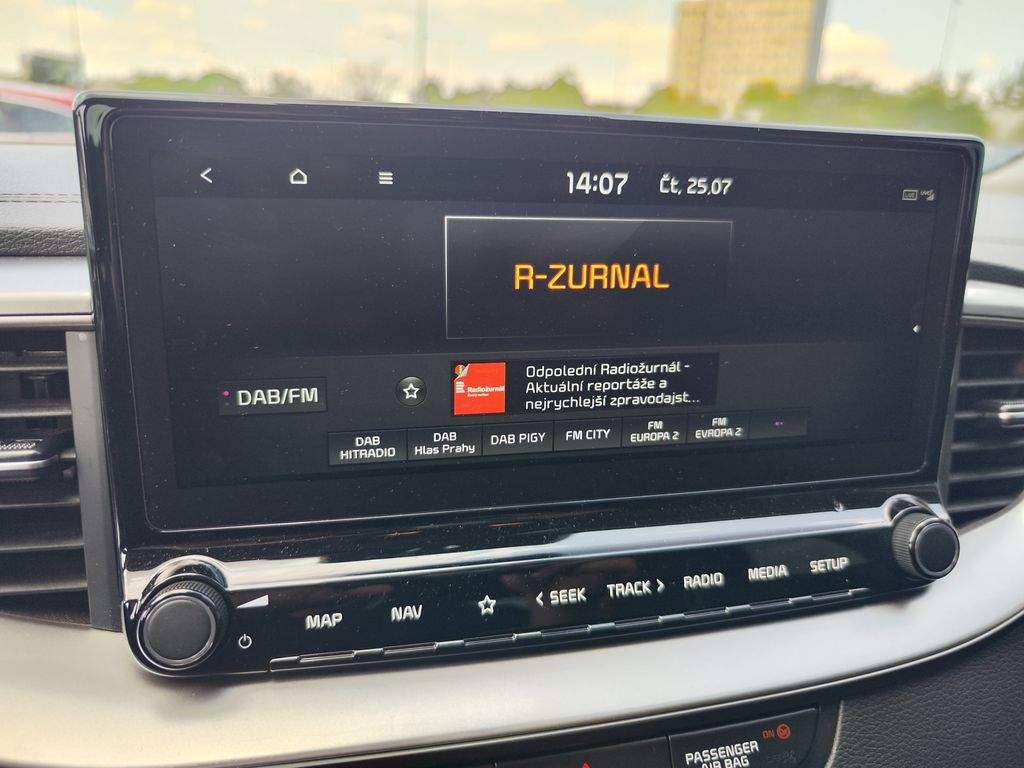 14:07 Čt, 25.07
R-ZURNAL
DAB/FM
Radiožurnál
Odpolední Radiožurnál -
Aktuální reportáže a
nejrychlejší zpravodajst...
DAB
HITRADIO
DAB
Hlas Prahy
DAB PIGY
FM CITY
FM
EUROPA 2
FM
EVROPA 2
MAP
NAV
< SEEK
TRACK >
RADIO
MEDIA
SETUP
ON
PASSENGER
AIR BAG